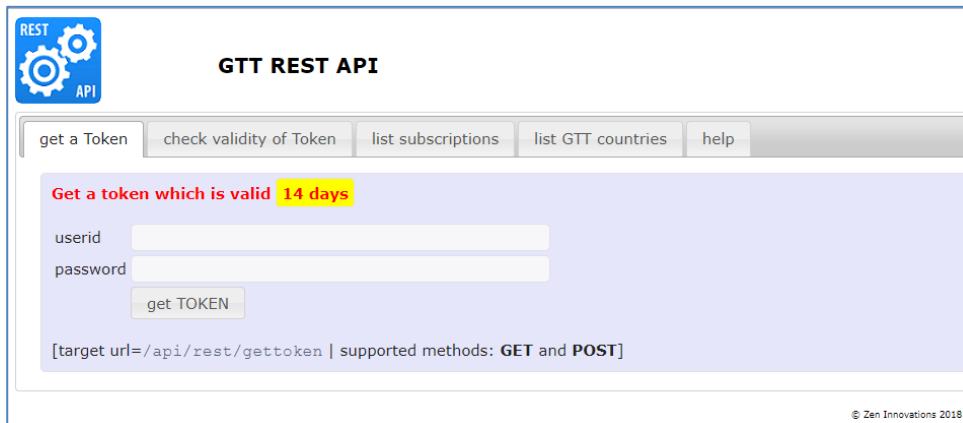 REST
API
GTT REST API
get a Token check validity of Token list subscriptions list GTT countries help
Get a token which is valid 14 days
userid
password
get TOKEN
[target url=/api/rest/gettoken | supported methods: GET and POST]
© Zen Innovations 2018